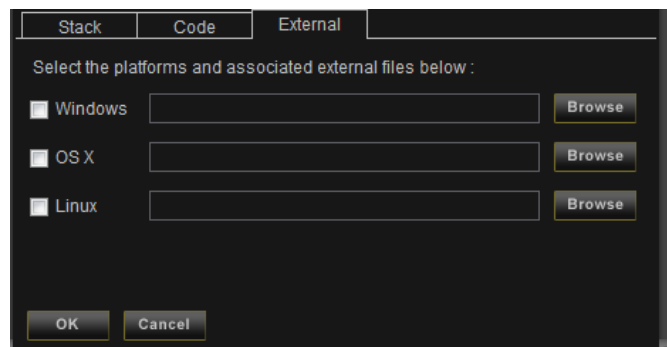 Stack Code External
Select the platforms and associated external files below :
Windows Browse
OS X Browse
Linux Browse
OK Cancel